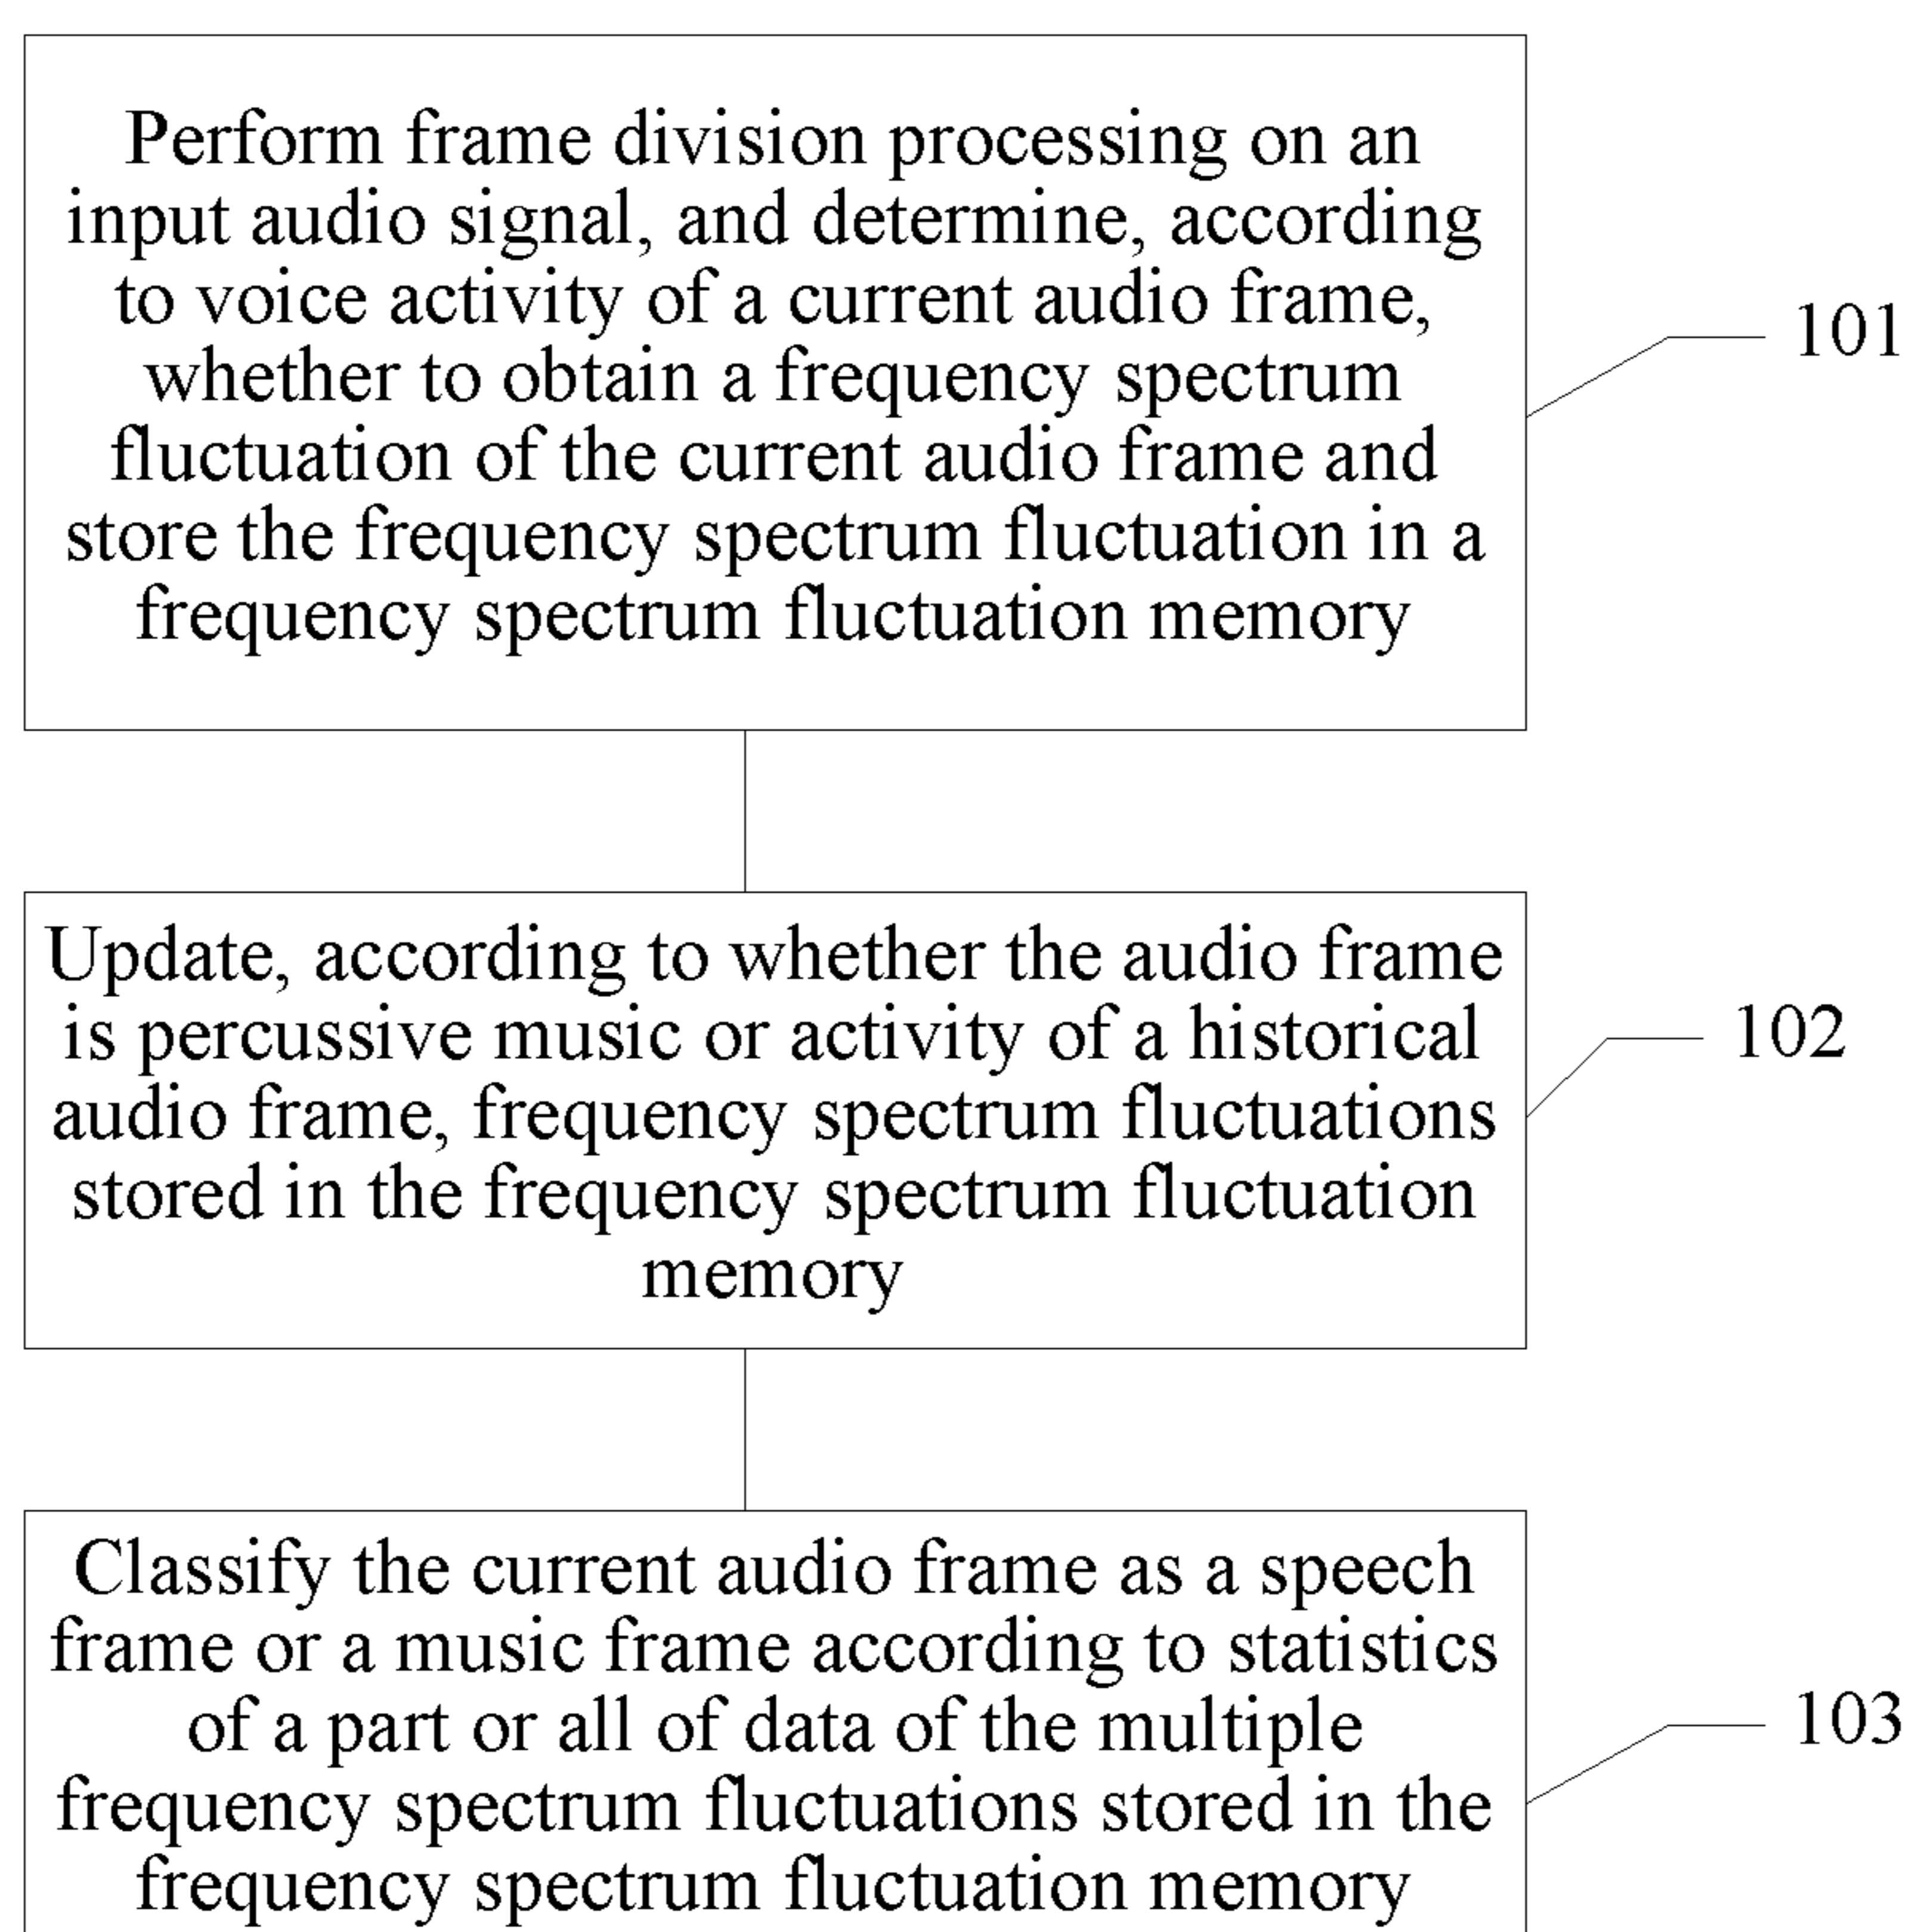 Perform frame division processing on an
input audio signal, and determine, according
to voice activity of a current audio frame,
whether to obtain a frequency spectrum
fluctuation of the current audio frame and
store the frequency spectrum fluctuation in a
frequency spectrum fluctuation memory
101
Update, according to whether the audio frame
is percussive music or activity of a historical
audio frame, frequency spectrum fluctuations
stored in the frequency spectrum fluctuation
memory
102
Classify the current audio frame as a speech
frame or a music frame according to statistics
of a part or all of data of the multiple
frequency spectrum fluctuations stored in the
frequency spectrum fluctuation memory
103